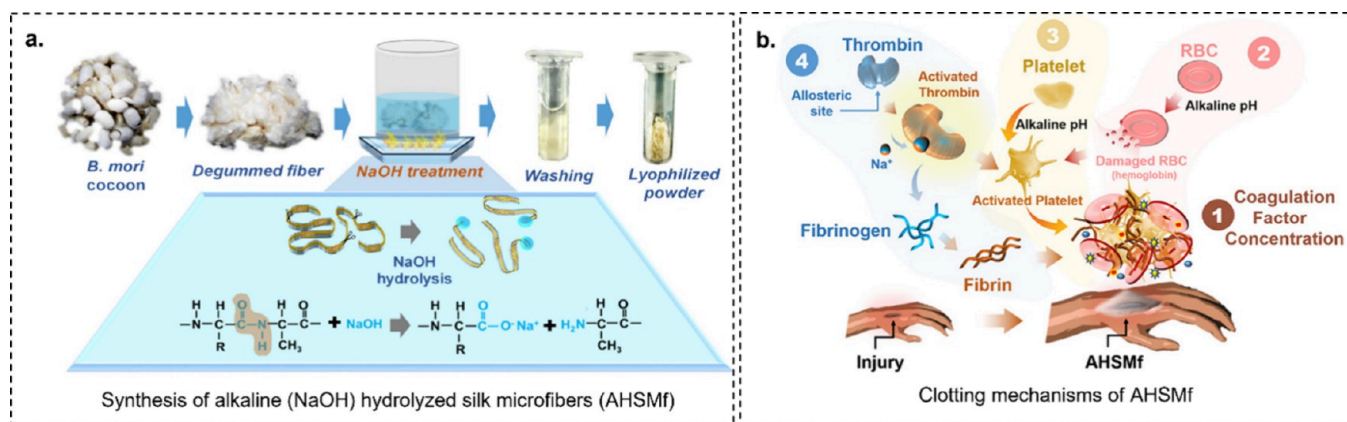 a.
B. mori
cocoon
Degummed fiber
NaOH treatment
Washing
Lyophilized
powder
NaOH
hydrolysis
H H O H O
N C C N C C + NaOH
R H CH₃
H H O H O
N C C O⁻Na⁺ + H₂N C C
R CH₃
Synthesis of alkaline (NaOH) hydrolyzed silk microfibers (AHSMf)
b.
4
Thrombin
Allosteric
site
Activated
Thrombin
Na⁺
Fibrinogen
Fibrin
3
Platelet
Alkaline pH
Activated Platelet
RBC
2
Alkaline pH
Damaged RBC
(hemoglobin)
1
Coagulation
Factor
Concentration
Injury
AHSMf
Clotting mechanisms of AHSMf